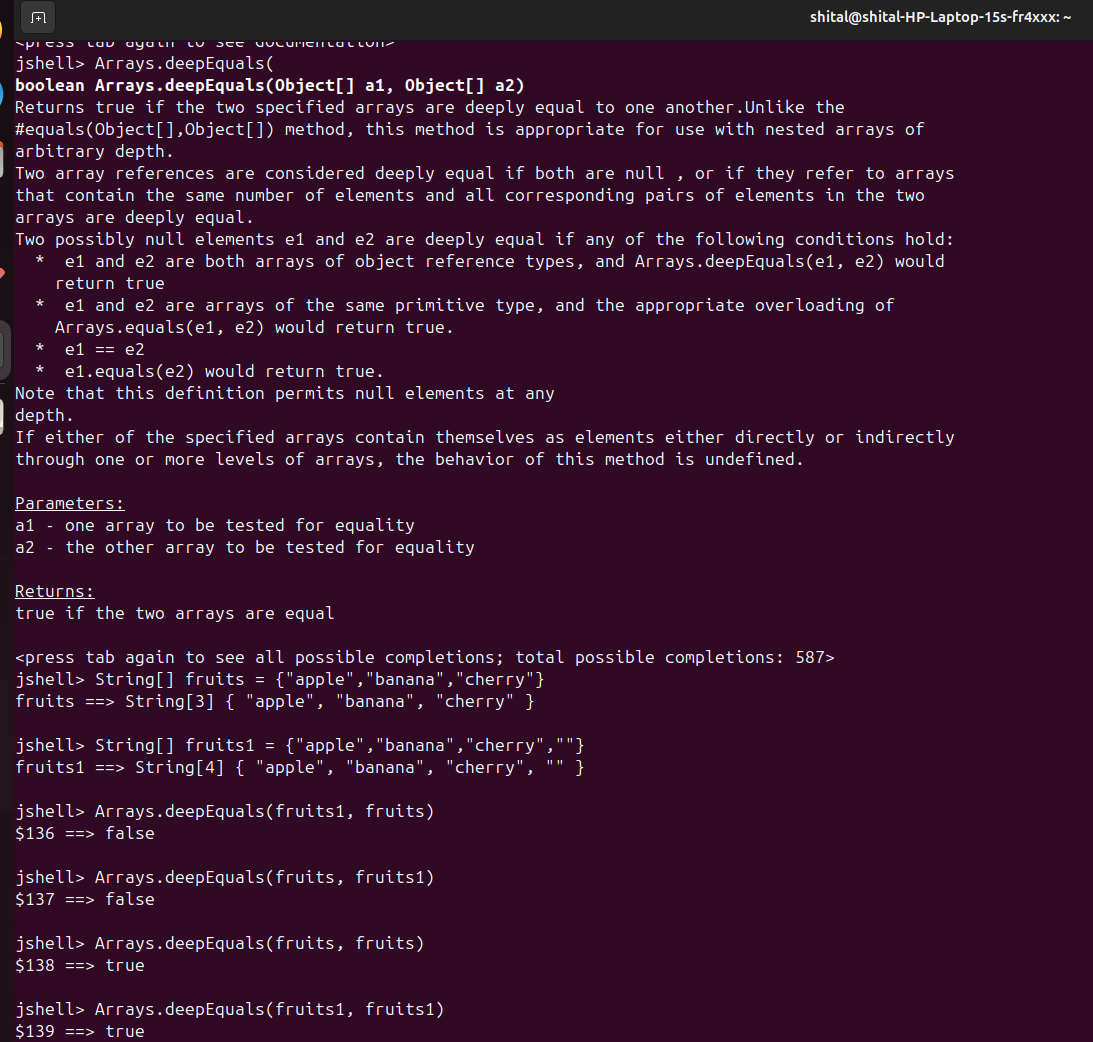 shital@shital-HP-Laptop-15s-fr4xxx: ~
<press tab again to see documentation>
jshell> Arrays.deepEquals(
boolean Arrays.deepEquals(Object[] a1, Object[] a2)
Returns true if the two specified arrays are deeply equal to one another.Unlike the
#equals(Object[],Object[]) method, this method is appropriate for use with nested arrays of
arbitrary depth.
Two array references are considered deeply equal if both are null , or if they refer to arrays
that contain the same number of elements and all corresponding pairs of elements in the two
arrays are deeply equal.
Two possibly null elements e1 and e2 are deeply equal if any of the following conditions hold:
  *  e1 and e2 are both arrays of object reference types, and Arrays.deepEquals(e1, e2) would
    return true
  *  e1 and e2 are arrays of the same primitive type, and the appropriate overloading of
    Arrays.equals(e1, e2) would return true.
  *  e1 == e2
  *  e1.equals(e2) would return true.
Note that this definition permits null elements at any
depth.
If either of the specified arrays contain themselves as elements either directly or indirectly
through one or more levels of arrays, the behavior of this method is undefined.

Parameters:
a1 - one array to be tested for equality
a2 - the other array to be tested for equality

Returns:
true if the two arrays are equal

<press tab again to see all possible completions; total possible completions: 587>
jshell> String[] fruits = {"apple","banana","cherry"}
fruits ==> String[3] { "apple", "banana", "cherry" }

jshell> String[] fruits1 = {"apple","banana","cherry",""}
fruits1 ==> String[4] { "apple", "banana", "cherry", "" }

jshell> Arrays.deepEquals(fruits1, fruits)
$136 ==> false

jshell> Arrays.deepEquals(fruits, fruits1)
$137 ==> false

jshell> Arrays.deepEquals(fruits, fruits)
$138 ==> true

jshell> Arrays.deepEquals(fruits1, fruits1)
$139 ==> true